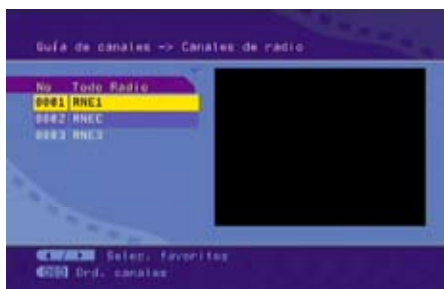 Guía de canales -> Canales de radio
No Todo Radio
0001 RNE1
0002 RNEC
0003 RNE3
Selec. favoritos
Ord. canales